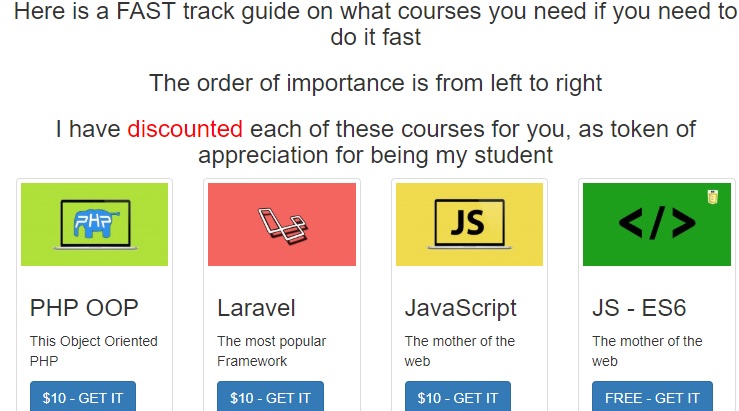 Here is a FAST track guide on what courses you need if you need to
do it fast
The order of importance is from left to right
I have discounted each of these courses for you, as token of
appreciation for being my student
PHP
JS
</>
PHP OOP
This Object Oriented
PHP
$10 - GET IT
Laravel
The most popular
Framework
$10 - GET IT
JavaScript
The mother of the
web
$10 - GET IT
JS - ES6
The mother of the
web
FREE - GET IT